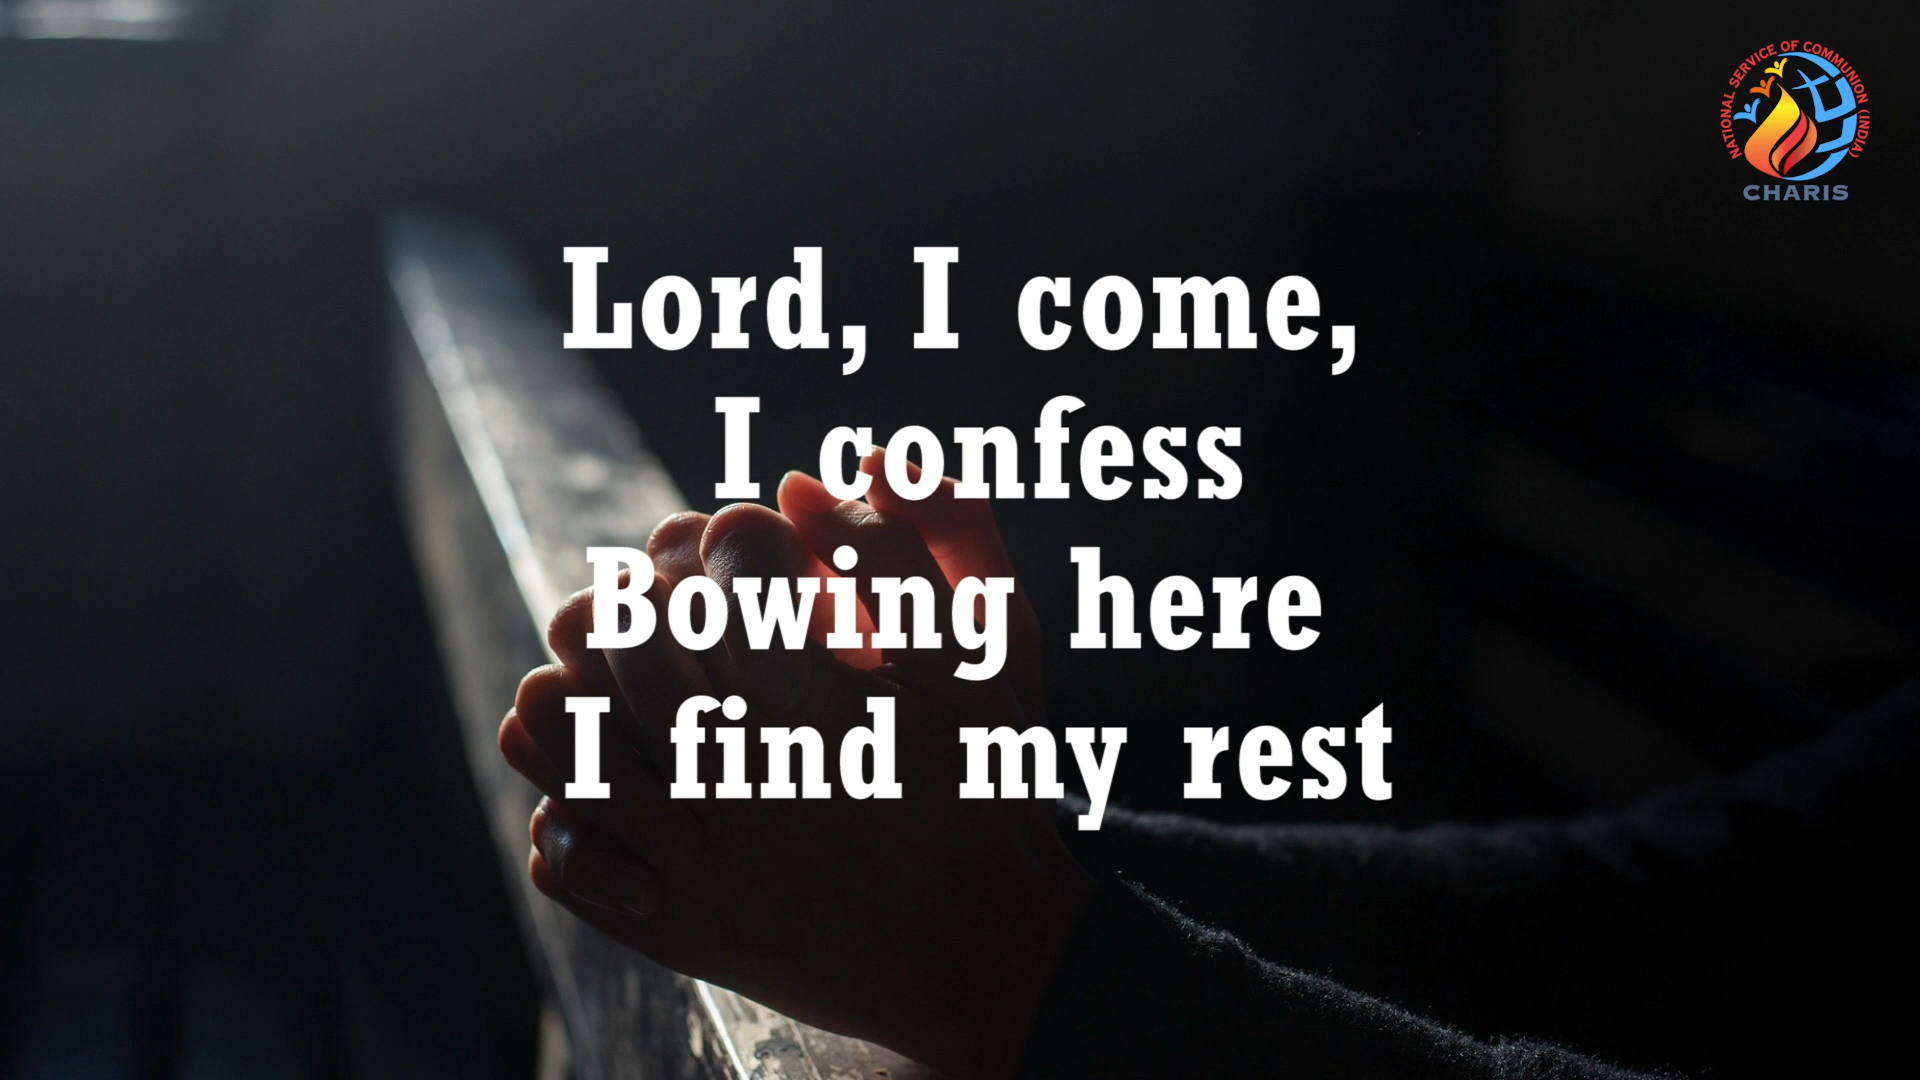 NATIONAL SERVICE OF COMMUNION (INDIA)
CHARIS
Lord, I come,
I confess
Bowing here
I find my rest